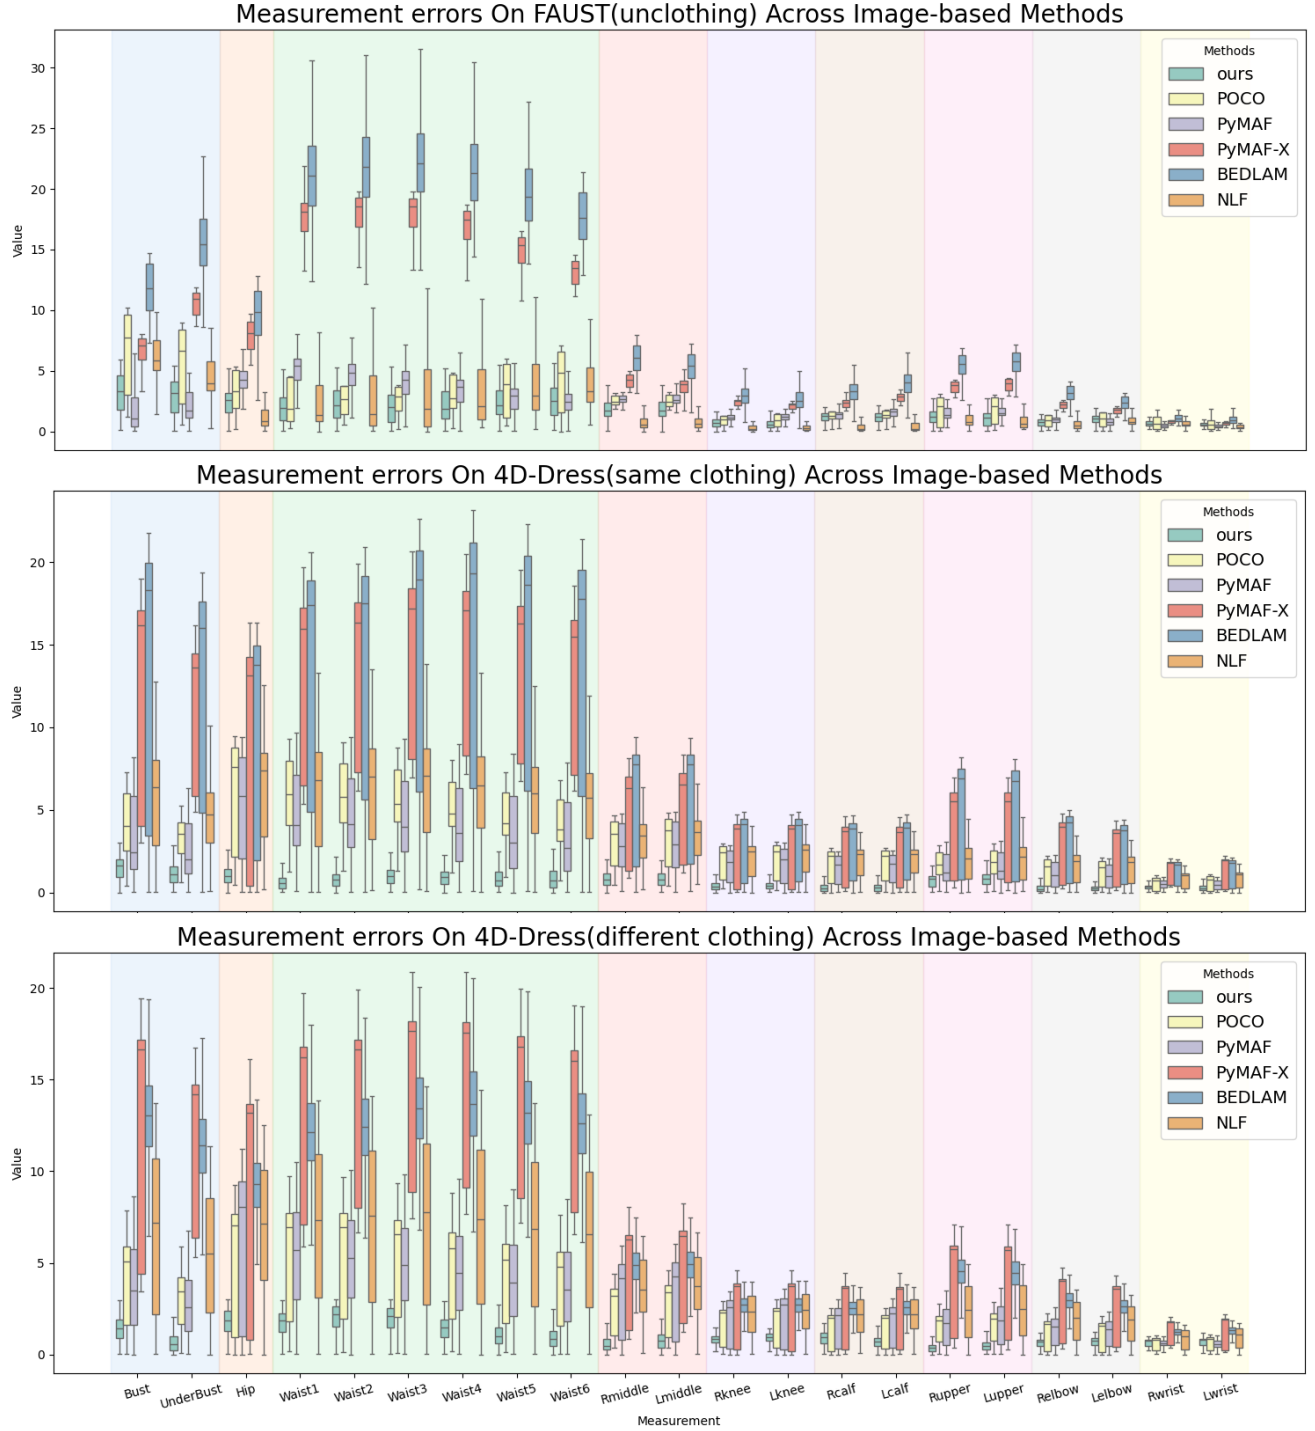 Measurement errors On FAUST(unclothing) Across Image-based Methods
Value
30
25
20
15
10
5
0
Methods
ours
POCO
PyMAF
PyMAF-X
BEDLAM
NLF
Measurement errors On 4D-Dress(same clothing) Across Image-based Methods
Value
20
15
10
5
0
Methods
ours
POCO
PyMAF
PyMAF-X
BEDLAM
NLF
Measurement errors On 4D-Dress(different clothing) Across Image-based Methods
Value
20
15
10
5
0
Methods
ours
POCO
PyMAF
PyMAF-X
BEDLAM
NLF
Bust UnderBust Hip Waist1 Waist2 Waist3 Waist4 Waist5 Waist6 Rmiddle Lmiddle Rknee Lknee Rcalf Lcalf Rupper Lupper Relbow Lelbow Rwrist Lwrist
Measurement